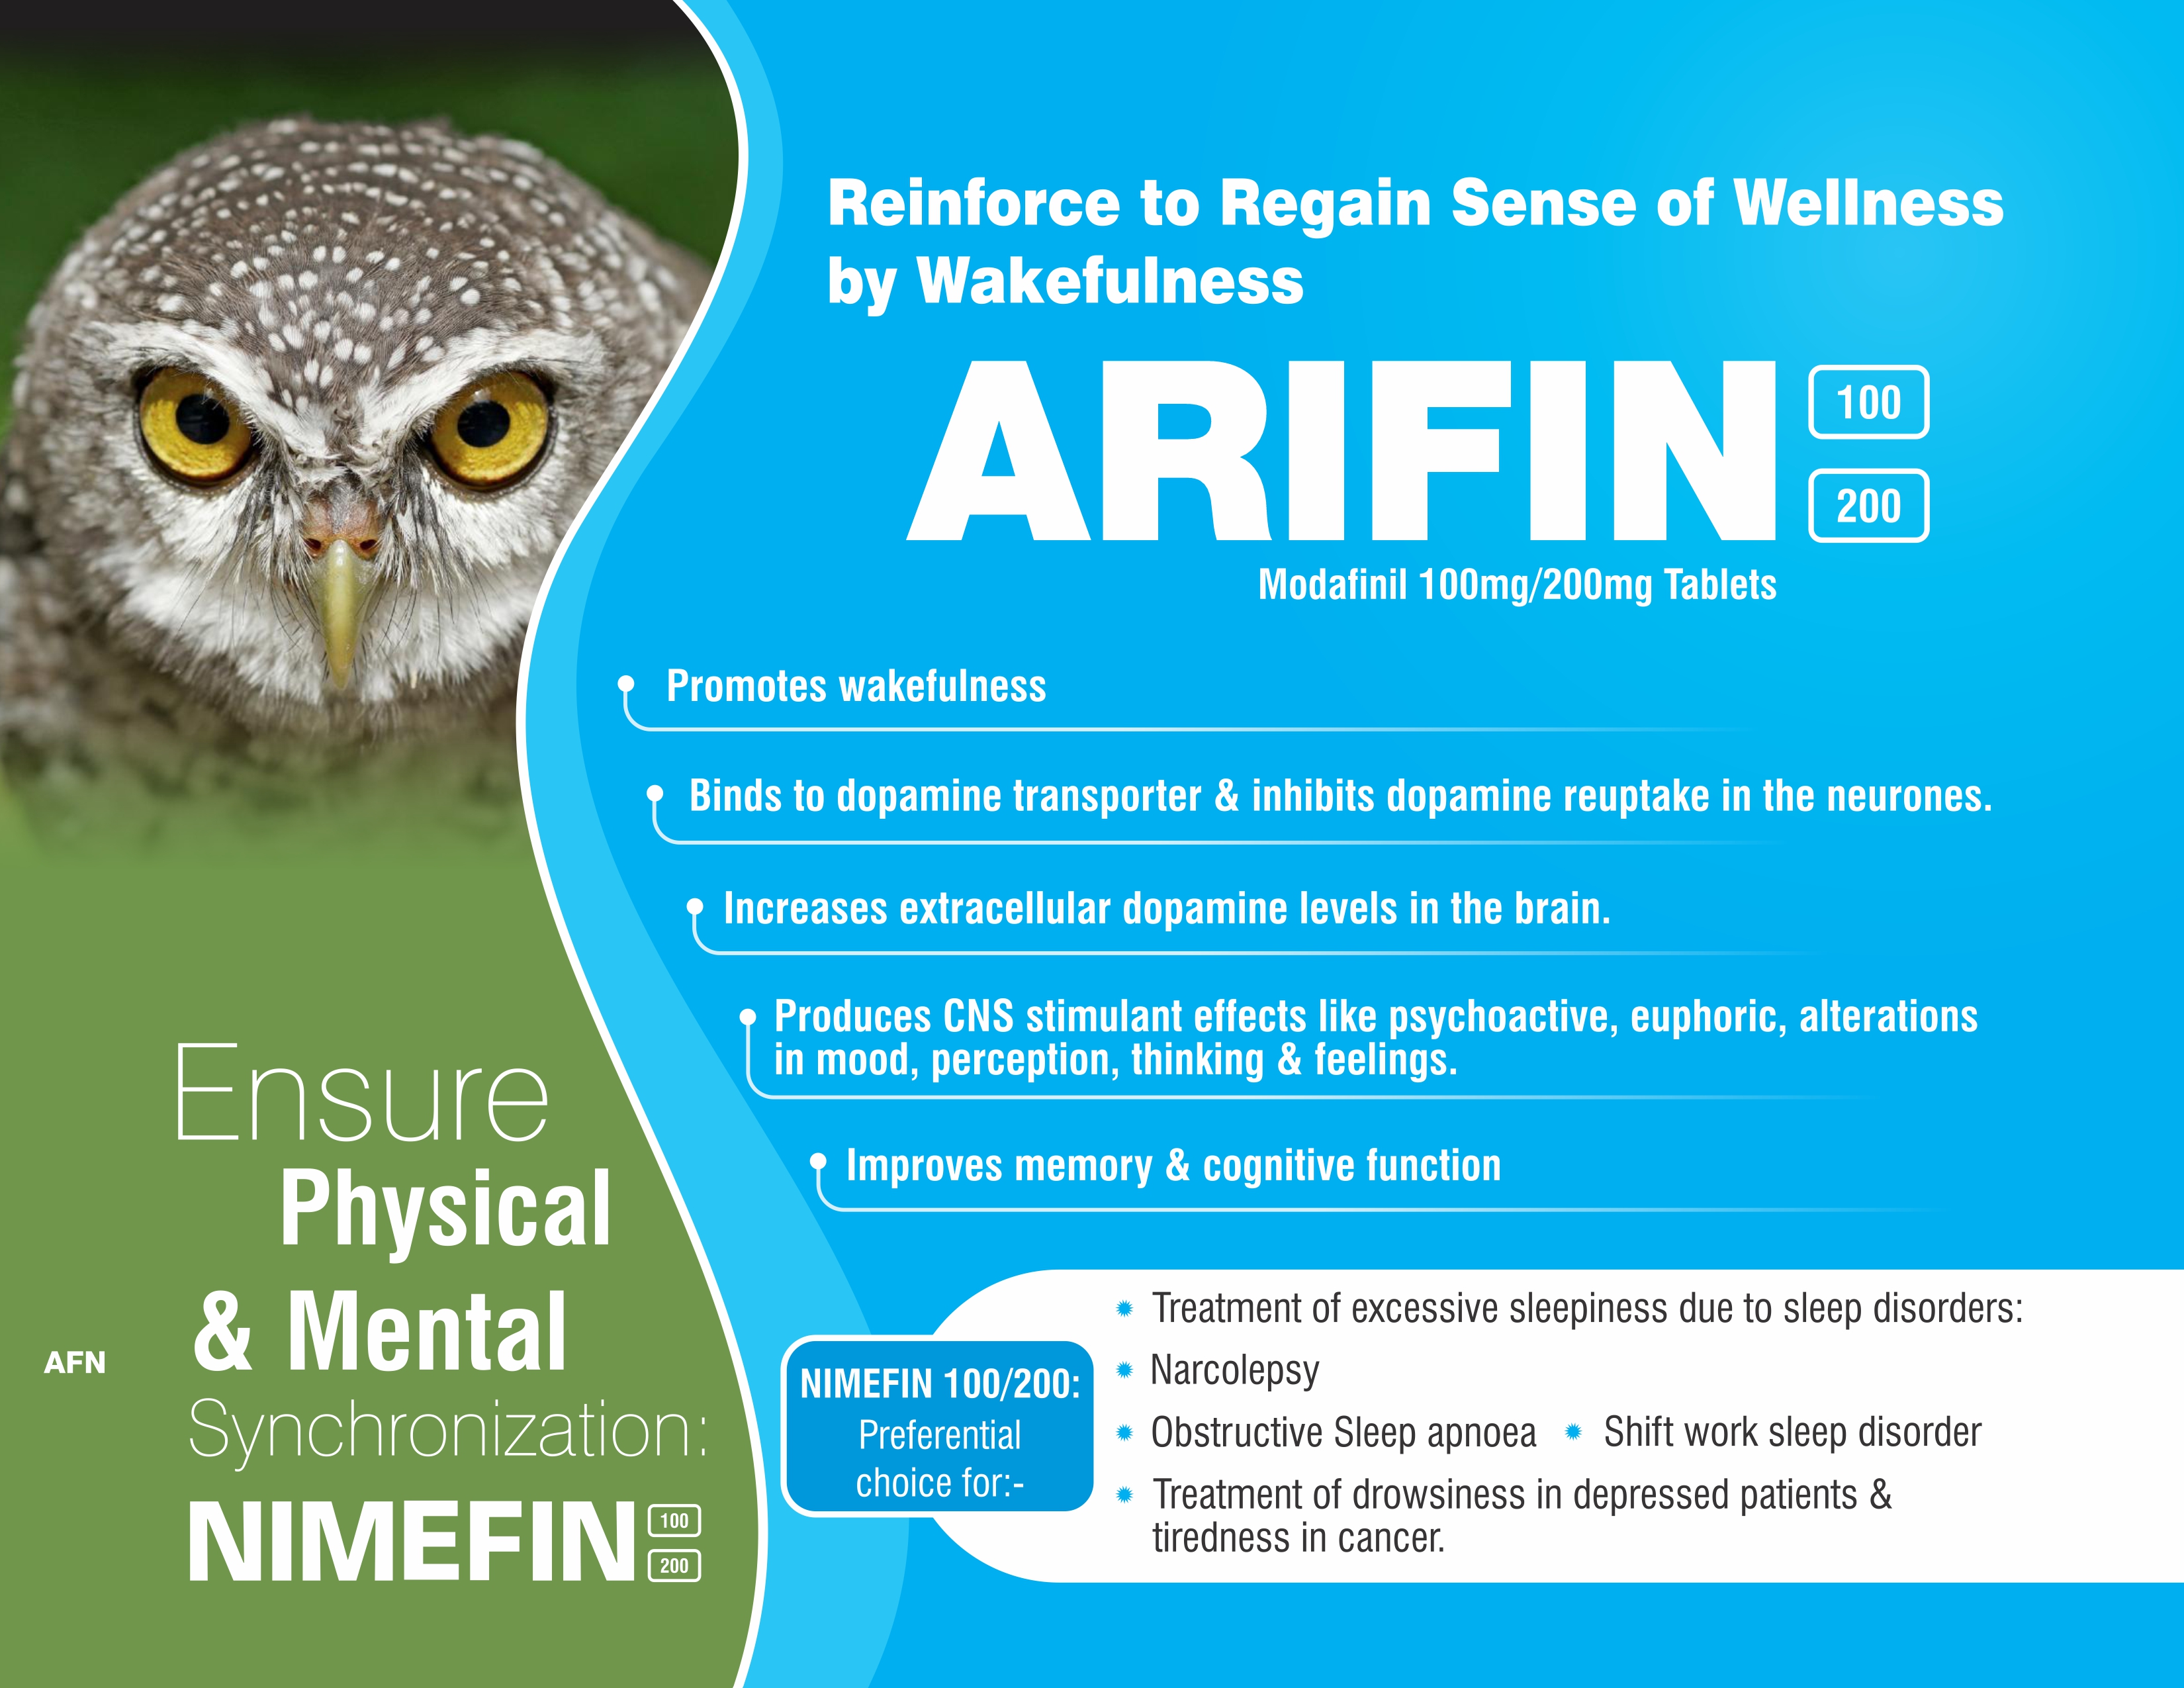 Reinforce to Regain Sense of Wellness
by Wakefulness
ARIFIN
100
200
Modafinil 100mg/200mg Tablets
Promotes wakefulness
Binds to dopamine transporter & inhibits dopamine reuptake in the neurones.
Increases extracellular dopamine levels in the brain.
Produces CNS stimulant effects like psychoactive, euphoric, alterations
in mood, perception, thinking & feelings.
Improves memory & cognitive function
Ensure
Physical
& Mental
Synchronization:
NIMEFIN
100
200
AFN
NIMEFIN 100/200:
Preferential
choice for:-
Treatment of excessive sleepiness due to sleep disorders:
Narcolepsy
Obstructive Sleep apnoea Shift work sleep disorder
Treatment of drowsiness in depressed patients &
tiredness in cancer.